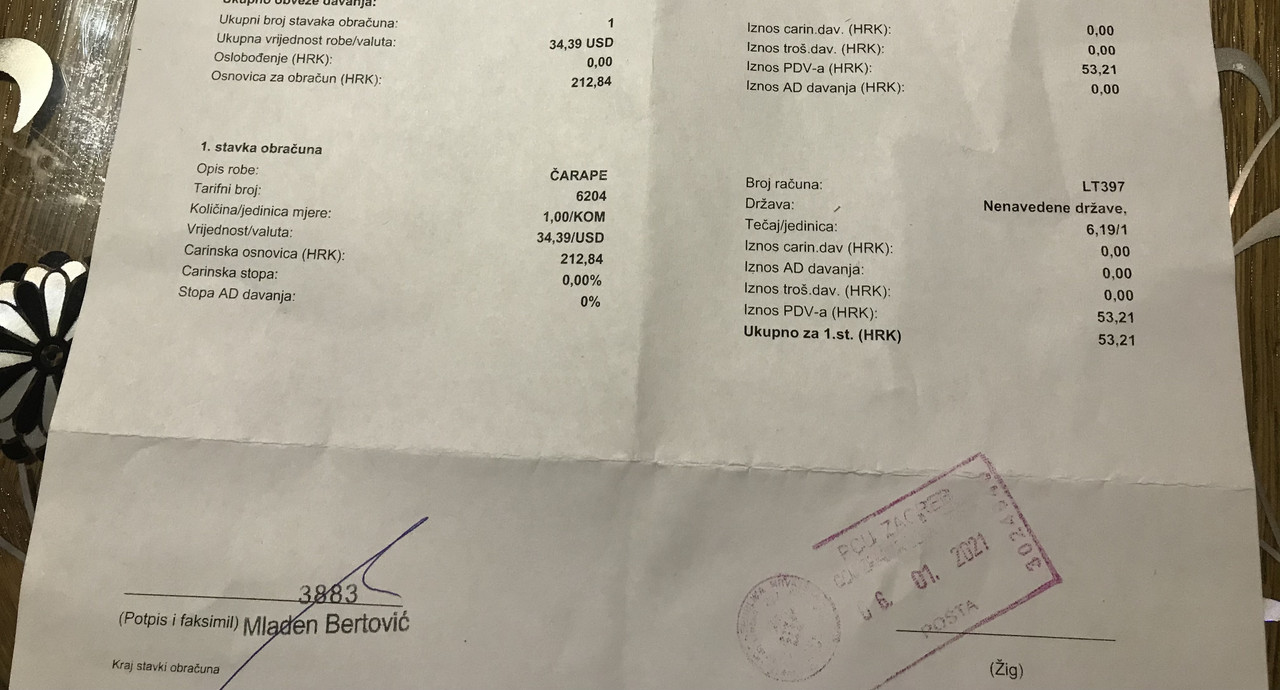 Ukupno obveze davanja:
Ukupni broj stavaka obračuna: 1
Ukupna vrijednost robe/valuta: 34,39 USD
Oslobođenje (HRK): 0,00
Osnovica za obračun (HRK): 212,84
Iznos carin.dav. (HRK): 0,00
Iznos troš.dav. (HRK): 0,00
Iznos PDV-a (HRK): 53,21
Iznos AD davanja (HRK): 0,00
1. stavka obračuna
Opis robe: ČARAPE
Tarifni broj: 6204
Količina/jedinica mjere: 1,00/KOM
Vrijednost/valuta: 34,39/USD
Carinska osnovica (HRK): 212,84
Carinska stopa: 0,00%
Stopa AD davanja: 0%
Broj računa: LT397
Država: Nenavedene države,
Tečaj/jedinica: 6,19/1
Iznos carin.dav (HRK): 0,00
Iznos AD davanja: 0,00
Iznos troš.dav. (HRK): 0,00
Iznos PDV-a (HRK): 53,21
Ukupno za 1.st. (HRK) 53,21
3883
(Potpis i faksimil) Mladen Bertović
Kraj stavki obračuna
ZAGREB
6. 01. 2021
POŠTA
(Žig)